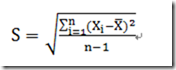 S = √(∑ⁿᵢ₌₁(Xᵢ-X̄)² / n-1)